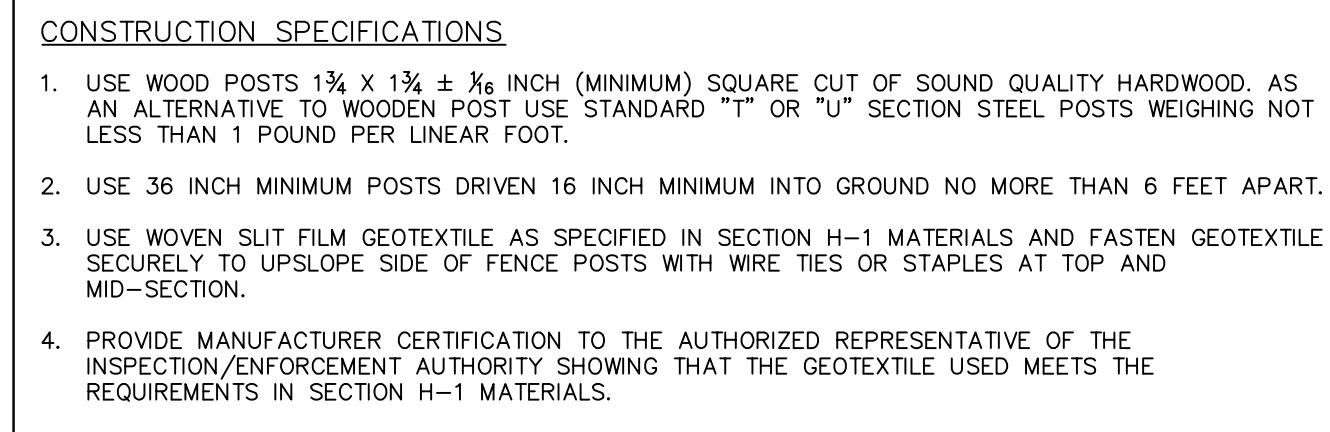 CONSTRUCTION SPECIFICATIONS
1. USE WOOD POSTS 1¾ X 1¾ ± 1⁄16 INCH (MINIMUM) SQUARE CUT OF SOUND QUALITY HARDWOOD. AS
AN ALTERNATIVE TO WOODEN POST USE STANDARD "T" OR "U" SECTION STEEL POSTS WEIGHING NOT
LESS THAN 1 POUND PER LINEAR FOOT.
2. USE 36 INCH MINIMUM POSTS DRIVEN 16 INCH MINIMUM INTO GROUND NO MORE THAN 6 FEET APART.
3. USE WOVEN SLIT FILM GEOTEXTILE AS SPECIFIED IN SECTION H-1 MATERIALS AND FASTEN GEOTEXTILE
SECURELY TO UPSLOPE SIDE OF FENCE POSTS WITH WIRE TIES OR STAPLES AT TOP AND
MID-SECTION.
4. PROVIDE MANUFACTURER CERTIFICATION TO THE AUTHORIZED REPRESENTATIVE OF THE
INSPECTION/ENFORCEMENT AUTHORITY SHOWING THAT THE GEOTEXTILE USED MEETS THE
REQUIREMENTS IN SECTION H-1 MATERIALS.